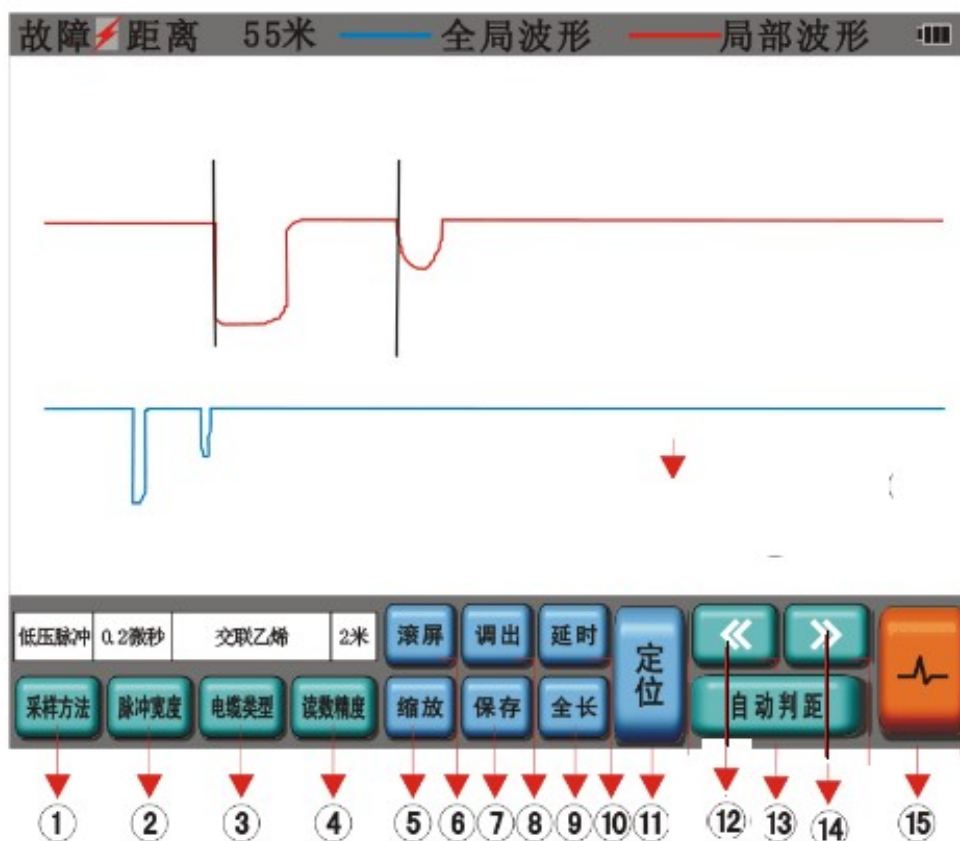 故障 距离 55米 全局波形 局部波形
低压脉冲 0.2微秒 交联乙烯 2米 滚屏 调出 延时 定位 « »
采样方法 脉冲宽度 电缆类型 读数精度 缩放 保存 全长 自动判距
① ② ③ ④ ⑤ ⑥ ⑦ ⑧ ⑨ ⑩ ⑪ ⑫ ⑬ ⑭ ⑮